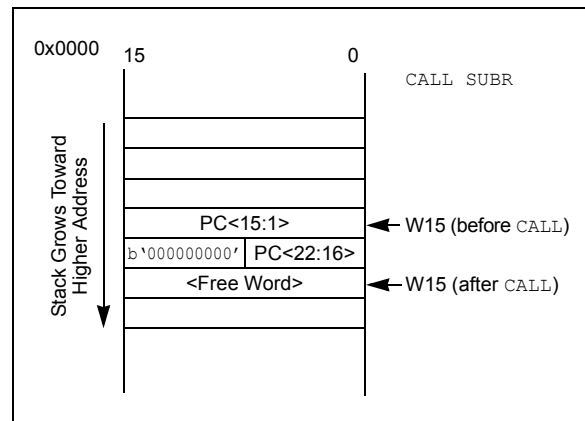 0x0000 15 0
CALL SUBR
Stack Grows Toward
Higher Address
PC<15:1> W15 (before CALL)
b‘000000000’ PC<22:16>
<Free Word> W15 (after CALL)